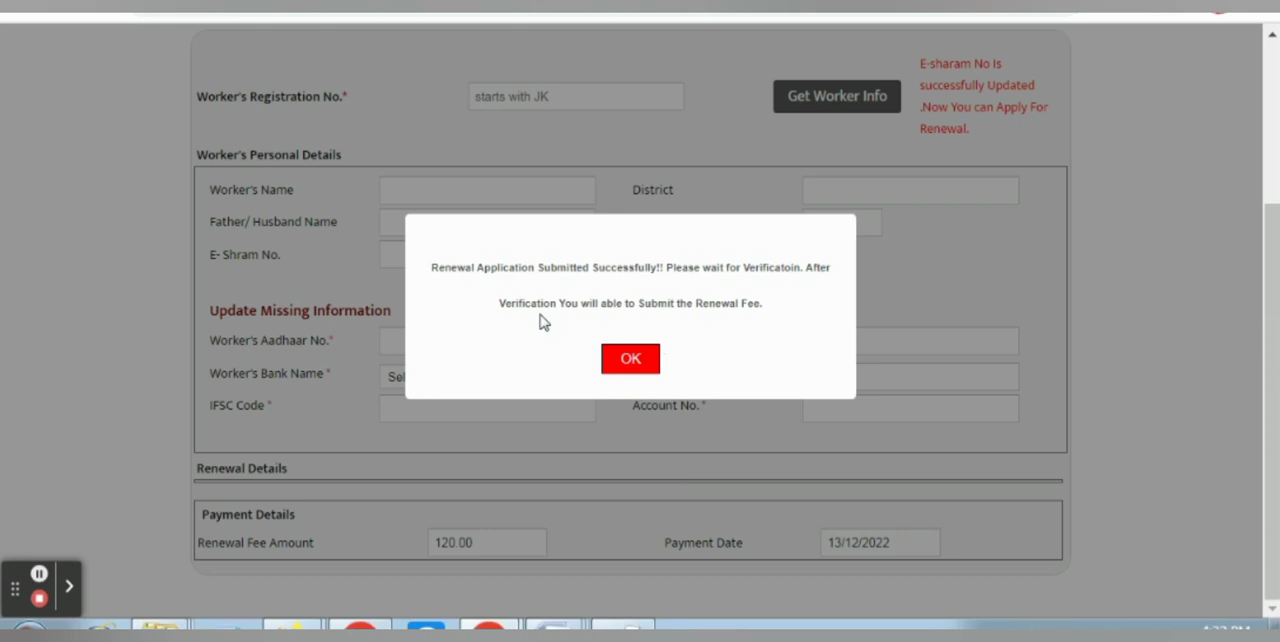 E-sharam No Is
successfully Updated
.Now You can Apply For
Renewal.
Worker's Registration No.*
starts with JK
Get Worker Info
Worker's Personal Details
Worker's Name
District
Father/ Husband Name
E- Shram No.
Renewal Application Submitted Successfully!! Please wait for Verificatoin. After
Verification You will able to Submit the Renewal Fee.
OK
Update Missing Information
Worker's Aadhaar No.*
Worker's Bank Name *
Sel
IFSC Code *
Account No.*
Renewal Details
Payment Details
Renewal Fee Amount
120.00
Payment Date
13/12/2022